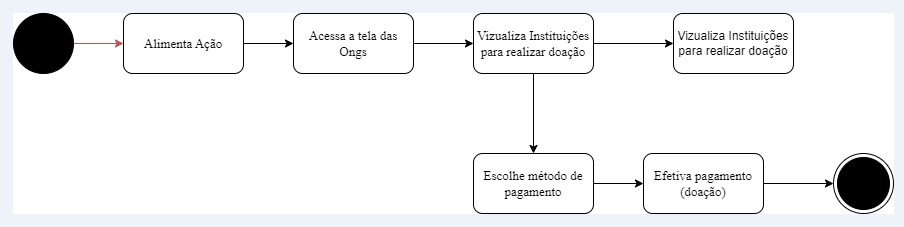 Alimenta Ação
Acessa a tela das
Ongs
Vizualiza Instituições
para realizar doação
Vizualiza Instituições
para realizar doação
Escolhe método de
pagamento
Efetiva pagamento
(doação)